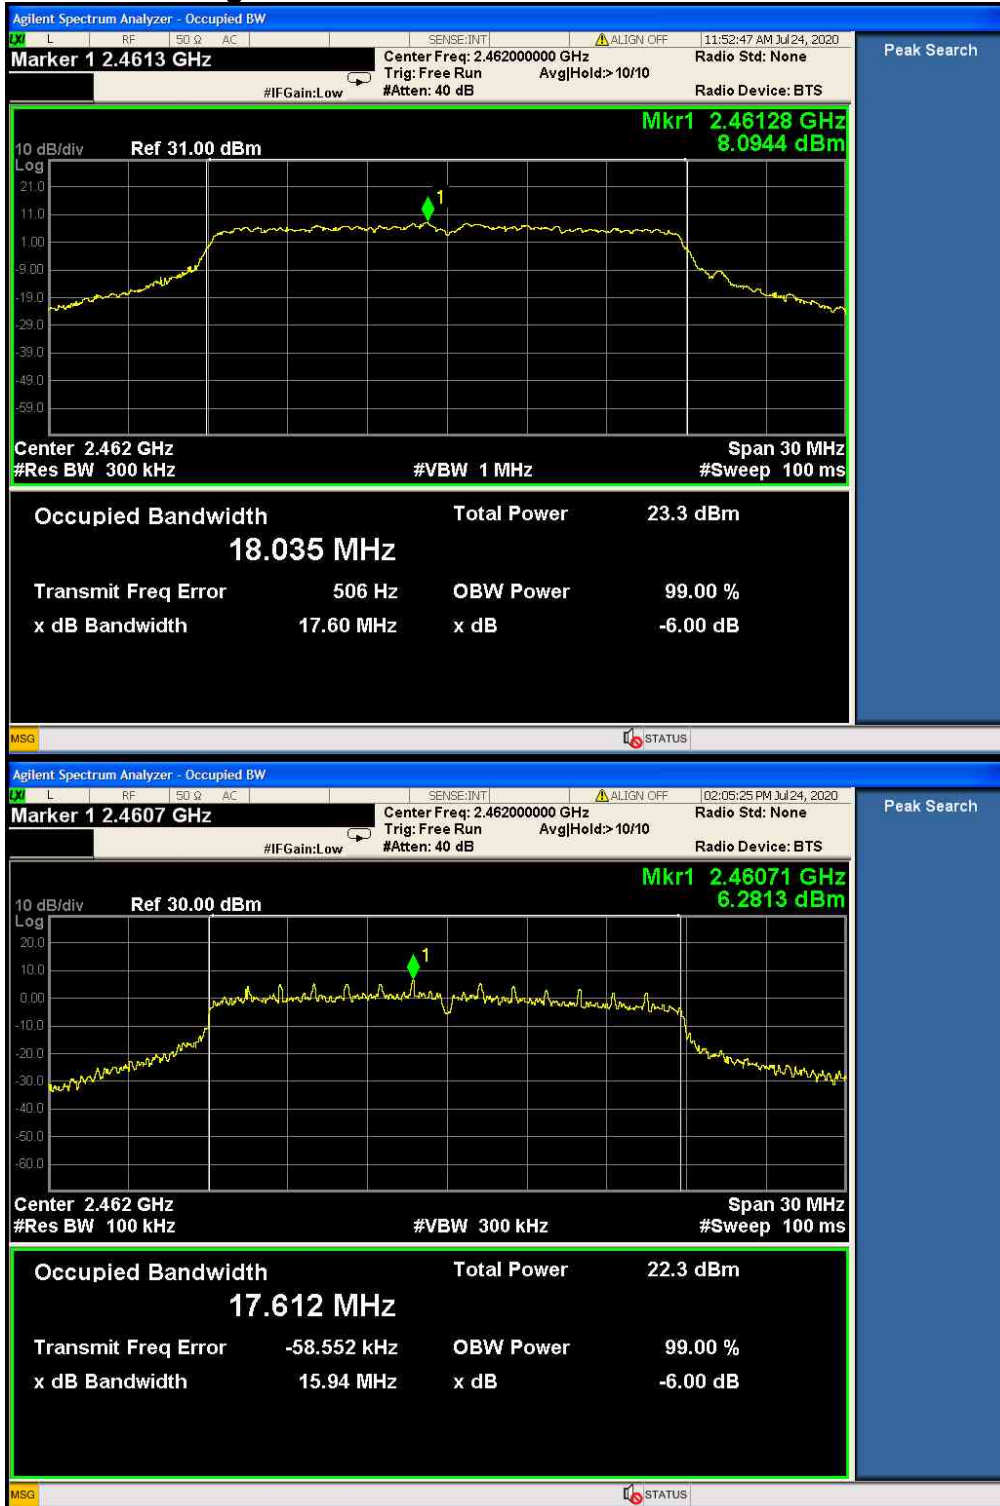 Agilent Spectrum Analyzer - Occupied BW
LXI L RF 50 Ω AC SENSE:INT ALIGN OFF 11:52:47 AM Jul 24, 2020
Marker 1 2.4613 GHz
Center Freq: 2.462000000 GHz Radio Std: None
Trig: Free Run Avg|Hold:> 10/10
#IFGain:Low #Atten: 40 dB Radio Device: BTS
Peak Search
Mkr1 2.46128 GHz
8.0944 dBm
10 dB/div Ref 31.00 dBm
Log
21.0
11.0
1.00
-9.00
-19.0
-29.0
-39.0
-49.0
-59.0
1
Center 2.462 GHz Span 30 MHz
#Res BW 300 kHz #VBW 1 MHz #Sweep 100 ms
Occupied Bandwidth Total Power 23.3 dBm
18.035 MHz
Transmit Freq Error 506 Hz OBW Power 99.00 %
x dB Bandwidth 17.60 MHz x dB -6.00 dB
MSG STATUS
Agilent Spectrum Analyzer - Occupied BW
LXI L RF 50 Ω AC SENSE:INT ALIGN OFF 02:05:25 PM Jul 24, 2020
Marker 1 2.4607 GHz
Center Freq: 2.462000000 GHz Radio Std: None
Trig: Free Run Avg|Hold:> 10/10
#IFGain:Low #Atten: 40 dB Radio Device: BTS
Peak Search
Mkr1 2.46071 GHz
6.2813 dBm
10 dB/div Ref 30.00 dBm
Log
20.0
10.0
0.00
-10.0
-20.0
-30.0
-40.0
-50.0
-60.0
1
Center 2.462 GHz Span 30 MHz
#Res BW 100 kHz #VBW 300 kHz #Sweep 100 ms
Occupied Bandwidth Total Power 22.3 dBm
17.612 MHz
Transmit Freq Error -58.552 kHz OBW Power 99.00 %
x dB Bandwidth 15.94 MHz x dB -6.00 dB
MSG STATUS